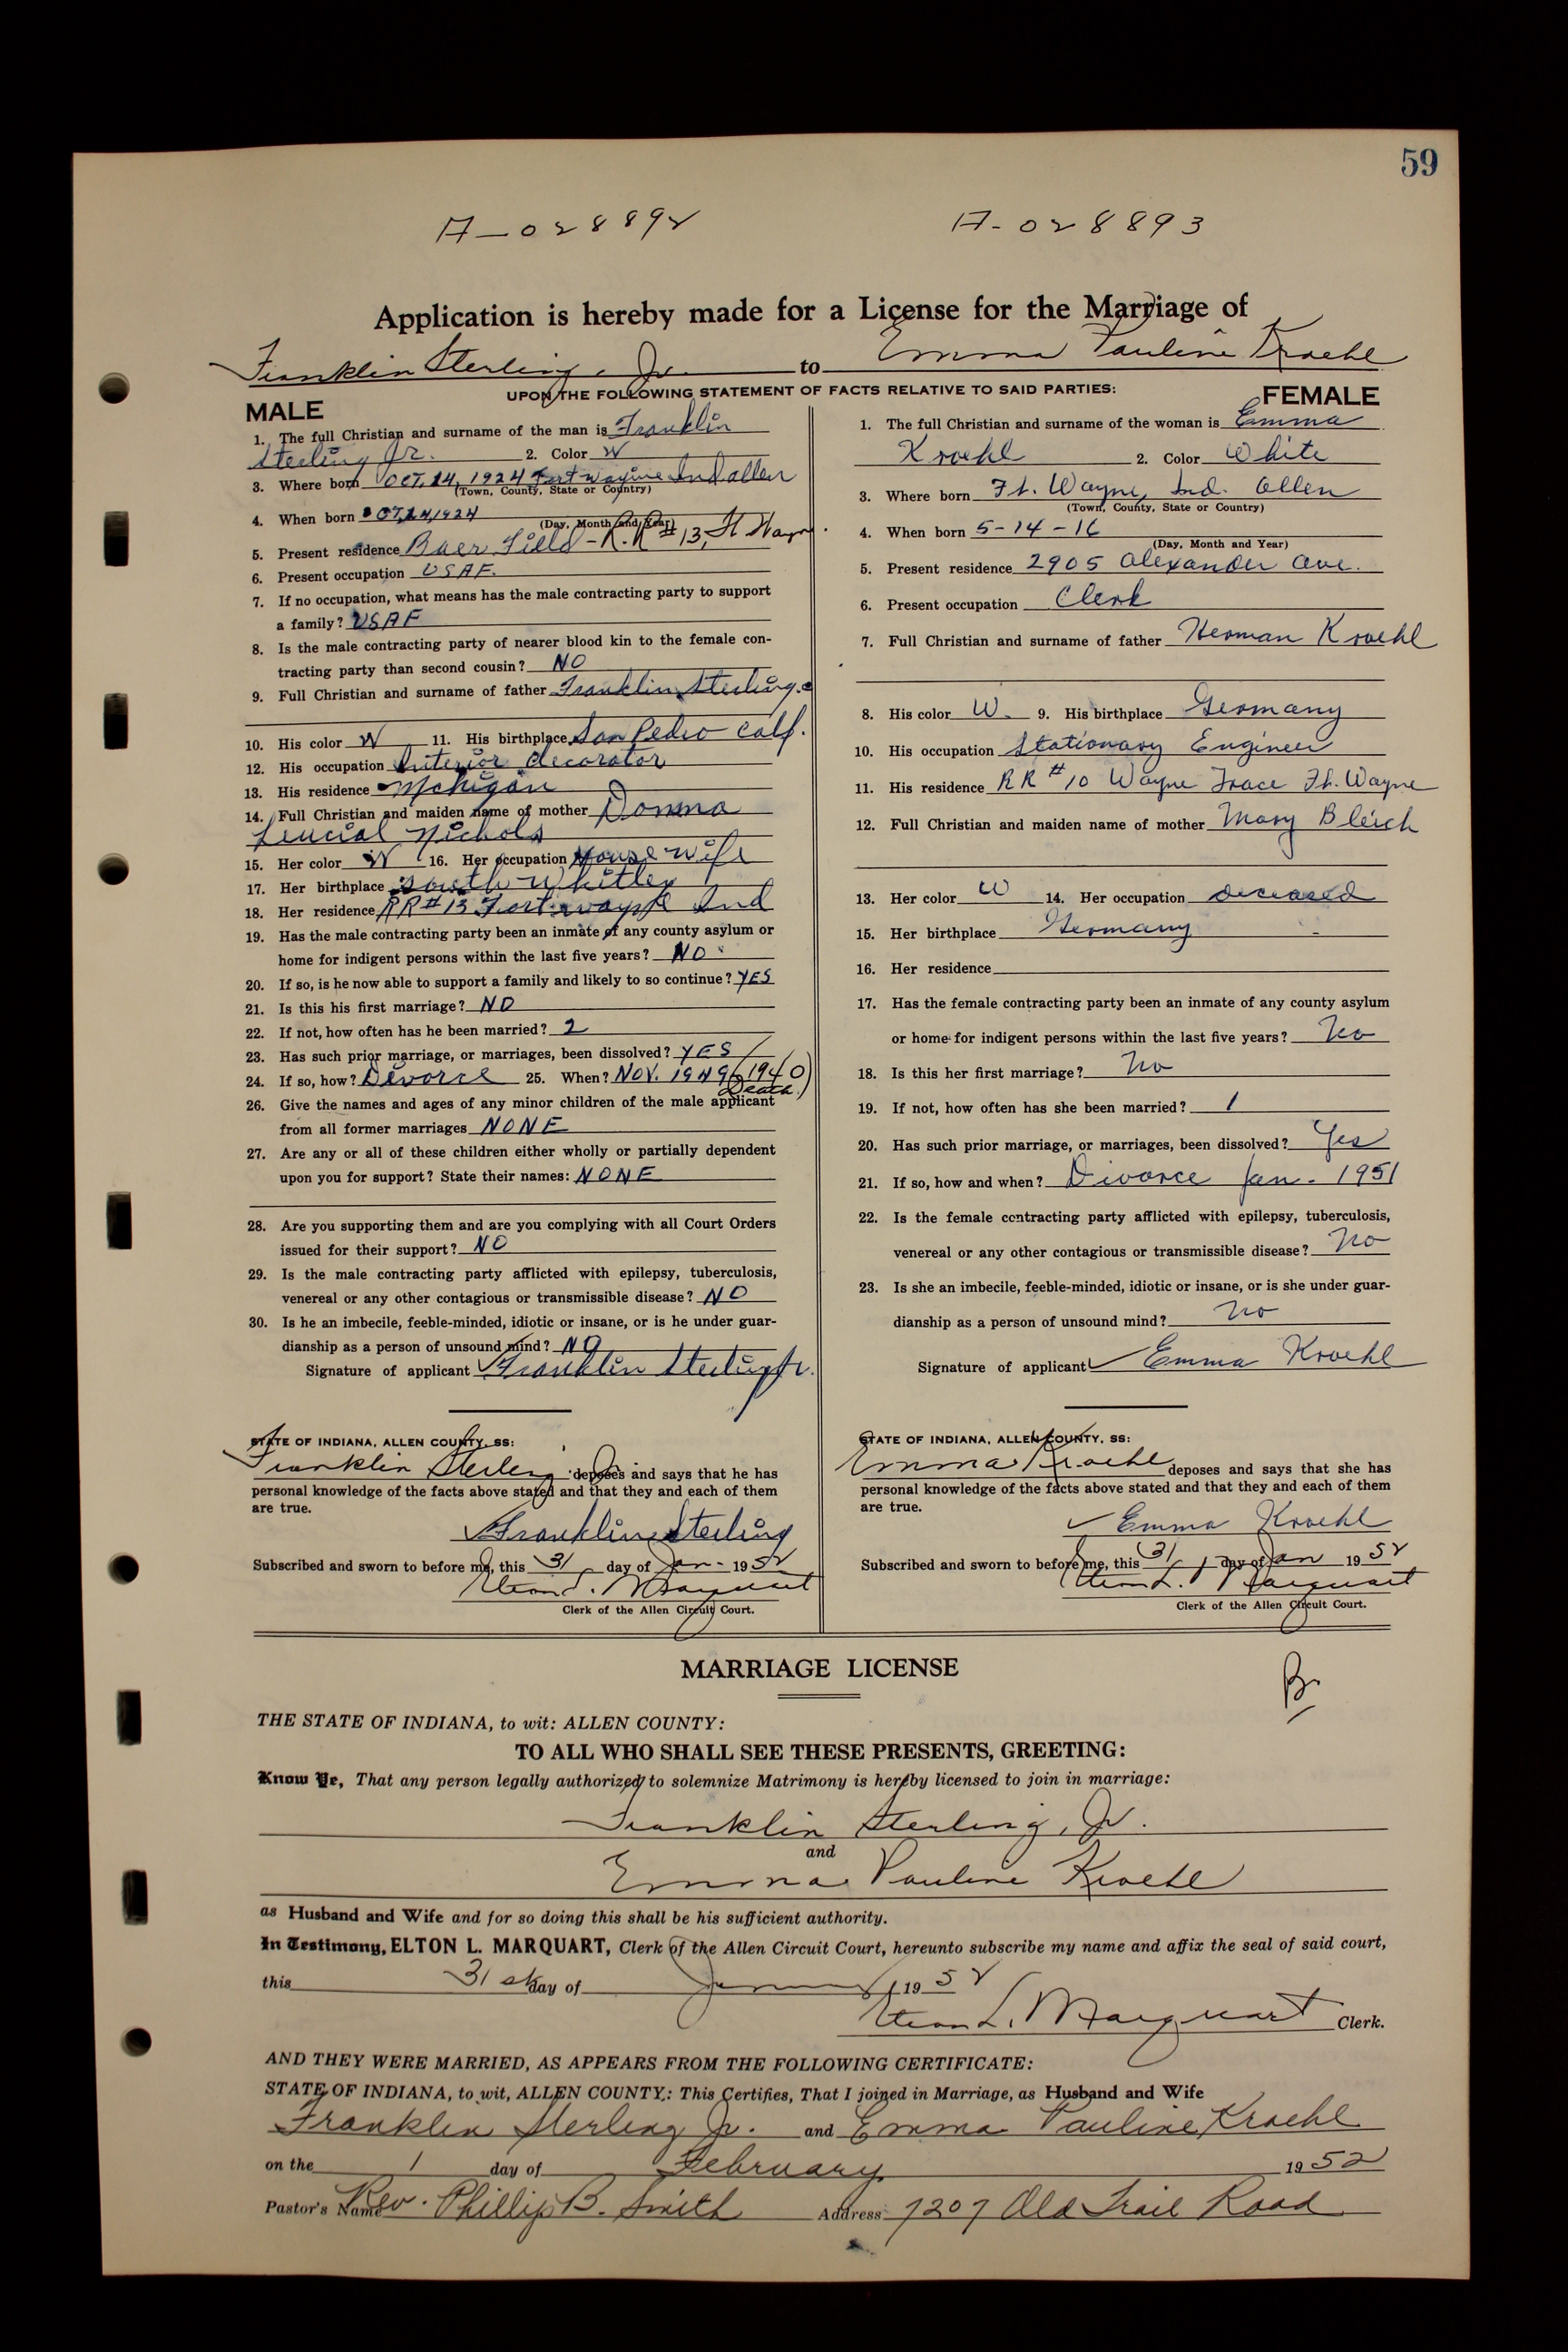 59
A-028892 A-028893
Application is hereby made for a License for the Marriage of
Franklin Sterling, Jr. to Emma Pauline Kroehl
UPON THE FOLLOWING STATEMENT OF FACTS RELATIVE TO SAID PARTIES:
MALE
1. The full Christian and surname of the man is Franklin
Sterling Jr. 2. Color W
3. Where born OCT. 24, 1924 Fort Wayne Ind allen
(Town, County, State or Country)
4. When born OT, 24, 1924
(Day, Month and Year)
5. Present residence Baer Field - R.R #13, Ft Wayne
6. Present occupation USAF.
7. If no occupation, what means has the male contracting party to support
a family? USAF
8. Is the male contracting party of nearer blood kin to the female con-
tracting party than second cousin? NO
9. Full Christian and surname of father Franklin Sterling.
10. His color W 11. His birthplace San Pedro Calf.
12. His occupation Interior decorator
13. His residence Michigan
14. Full Christian and maiden name of mother Donna
Nichols
15. Her color W 16. Her occupation House wife
17. Her birthplace south Whitley
18. Her residence RR #13 Fort wayne Ind
19. Has the male contracting party been an inmate of any county asylum or
home for indigent persons within the last five years? NO
20. If so, is he now able to support a family and likely to so continue? YES
21. Is this his first marriage? NO
22. If not, how often has he been married? 2
23. Has such prior marriage, or marriages, been dissolved? YES
24. If so, how? Divorce 25. When? NOV. 1949 (1940
Death)
26. Give the names and ages of any minor children of the male applicant
from all former marriages NONE
27. Are any or all of these children either wholly or partially dependent
upon you for support? State their names: NONE
28. Are you supporting them and are you complying with all Court Orders
issued for their support? NO
29. Is the male contracting party afflicted with epilepsy, tuberculosis,
venereal or any other contagious or transmissible disease? NO
30. Is he an imbecile, feeble-minded, idiotic or insane, or is he under guar-
dianship as a person of unsound mind? NO
Signature of applicant Franklin Sterling Jr.
STATE OF INDIANA, ALLEN COUNTY, SS:
Franklin Sterling Jr. deposes and says that he has
personal knowledge of the facts above stated and that they and each of them
are true.
Franklin Sterling
Subscribed and sworn to before me, this 31 day of Jan- 1952
Elton L. Marquart
Clerk of the Allen Circuit Court.
FEMALE
1. The full Christian and surname of the woman is Emma
Kroehl 2. Color White
3. Where born Ft. Wayne, Ind. Allen
(Town, County, State or Country)
4. When born 5-14-16
(Day, Month and Year)
5. Present residence 2905 Alexander Ave.
6. Present occupation Clerk
7. Full Christian and surname of father Herman Kroehl
8. His color W. 9. His birthplace Germany
10. His occupation Stationary Engineer
11. His residence RR #10 Wayne Trace Ft. Wayne
12. Full Christian and maiden name of mother Mary Bleich
13. Her color W 14. Her occupation deceased
15. Her birthplace Germany
16. Her residence
17. Has the female contracting party been an inmate of any county asylum
or home for indigent persons within the last five years? No
18. Is this her first marriage? No
19. If not, how often has she been married? 1
20. Has such prior marriage, or marriages, been dissolved? Yes
21. If so, how and when? Divorce Jan. 1951
22. Is the female contracting party afflicted with epilepsy, tuberculosis,
venereal or any other contagious or transmissible disease? No
23. Is she an imbecile, feeble-minded, idiotic or insane, or is she under guar-
dianship as a person of unsound mind? No
Signature of applicant Emma Kroehl
STATE OF INDIANA, ALLEN COUNTY, SS:
Emma Kroehl deposes and says that she has
personal knowledge of the facts above stated and that they and each of them
are true.
Emma Kroehl
Subscribed and sworn to before me, this 31 day of Jan 1952
Elton L. Marquart
Clerk of the Allen Circuit Court.
MARRIAGE LICENSE
THE STATE OF INDIANA, to wit: ALLEN COUNTY:
TO ALL WHO SHALL SEE THESE PRESENTS, GREETING:
Know Ye, That any person legally authorized to solemnize Matrimony is hereby licensed to join in marriage:
Franklin Sterling, Jr.
and
Emma Pauline Kroehl
as Husband and Wife and for so doing this shall be his sufficient authority.
In Testimony, ELTON L. MARQUART, Clerk of the Allen Circuit Court, hereunto subscribe my name and affix the seal of said court,
this 31st day of January 1952
Elton L. Marquart Clerk.
AND THEY WERE MARRIED, AS APPEARS FROM THE FOLLOWING CERTIFICATE:
STATE OF INDIANA, to wit, ALLEN COUNTY: This Certifies, That I joined in Marriage, as Husband and Wife
Franklin Sterling Jr. and Emma Pauline Kroehl
on the 1 day of February 1952
Pastor's Name Rev. Phillip B. Smith Address 7207 Old Trail Road